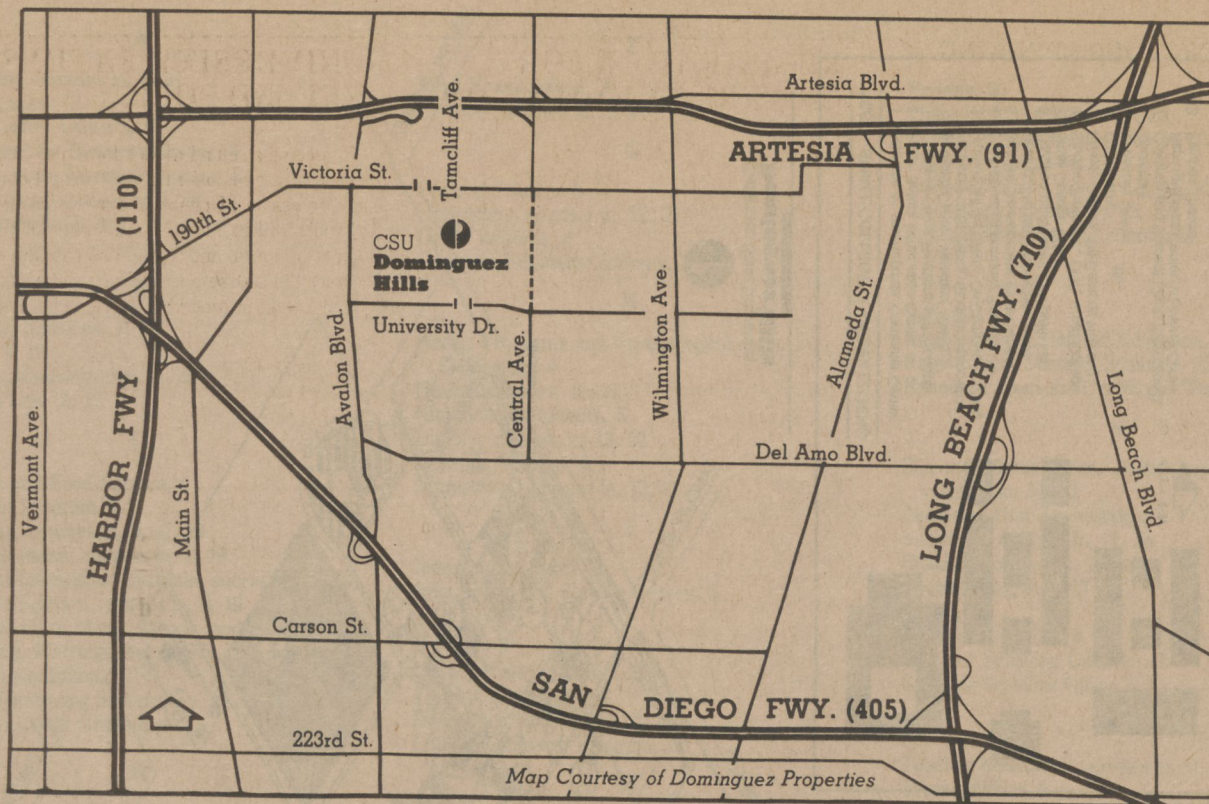 Artesia Blvd.
Tamcliff Ave.
ARTESIA FWY. (91)
Victoria St.
(110)
190th St.
CSU
Dominguez
Hills
University Dr.
Avalon Blvd.
Central Ave.
Wilmington Ave.
Alameda St.
LONG BEACH FWY. (710)
Long Beach Blvd.
Vermont Ave.
HARBOR FWY
Main St.
Del Amo Blvd.
Carson St.
SAN DIEGO FWY. (405)
223rd St.
Map Courtesy of Dominguez Properties